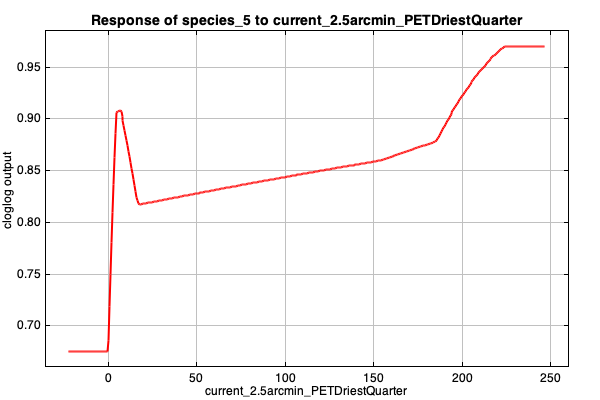 Response of species_5 to current_2.5arcmin_PETDriestQuarter
cloglog output
0.95
0.90
0.85
0.80
0.75
0.70
0 50 100 150 200 250
current_2.5arcmin_PETDriestQuarter